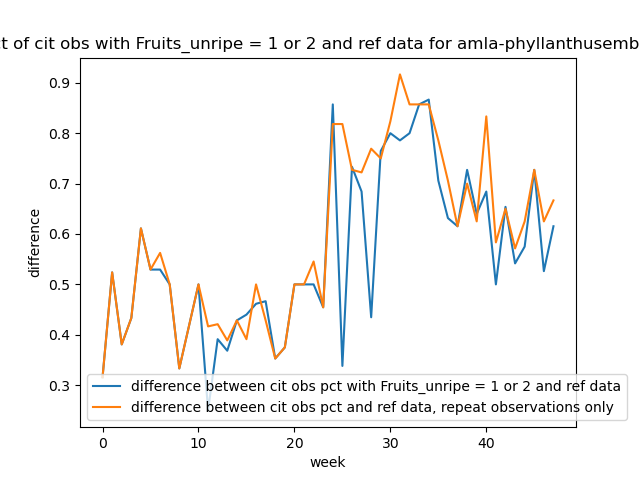 of cit obs with Fruits_unripe = 1 or 2 and ref data for
difference
0.9
0.8
0.7
0.6
0.5
0.4
0.3
0 10 20 30 40
week
difference between cit obs pct with Fruits_unripe = 1 or 2 and ref data
difference between cit obs pct and ref data, repeat observations only